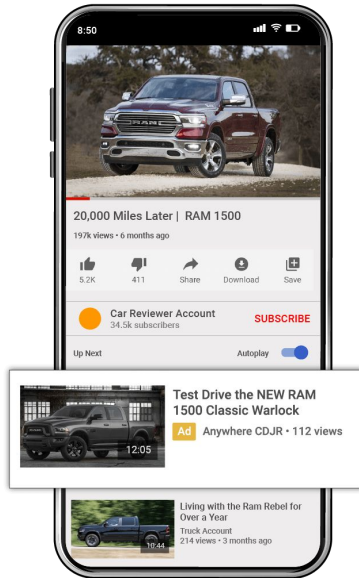 8:50
RAM
20,000 Miles Later | RAM 1500
197k views • 6 months ago
5.2K
411
Share
Download
Save
Car Reviewer Account
34.5k subscribers
SUBSCRIBE
Up Next
Autoplay
Test Drive the NEW RAM
1500 Classic Warlock
Ad Anywhere CDJR • 112 views
12:05
Living with the Ram Rebel for
Over a Year
Truck Account
214 views • 3 months ago
10:44